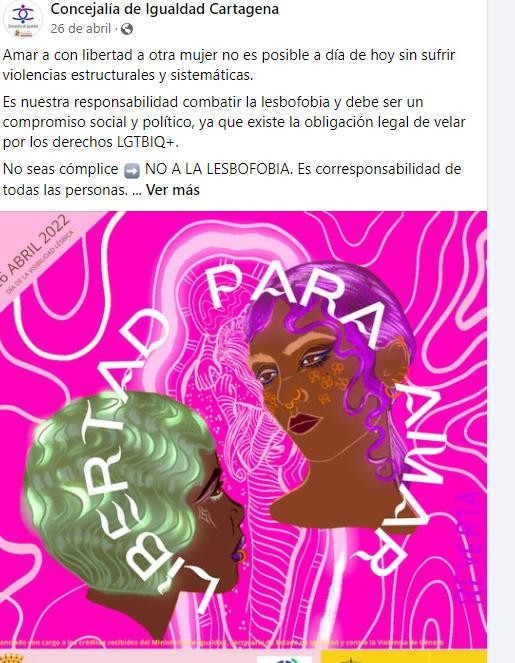 Concejalía de Igualdad Cartagena
26 de abril ·
Amar a con libertad a otra mujer no es posible a día de hoy sin sufrir
violencias estructurales y sistemáticas.
Es nuestra responsabilidad combatir la lesbofobia y debe ser un
compromiso social y político, ya que existe la obligación legal de velar
por los derechos LGTBIQ+.
No seas cómplice ➡️ NO A LA LESBOFOBIA. Es corresponsabilidad de
todas las personas. ... Ver más
6 ABRIL 2022
DÍA DE LA VISIBILIDAD LÉSBICA
LIBERTAD PARA AMAR
anciado con cargo a los créditos recibidos del Ministerio de Igualdad, Secretaría de Estado de Igualdad y contra la Violencia de Género